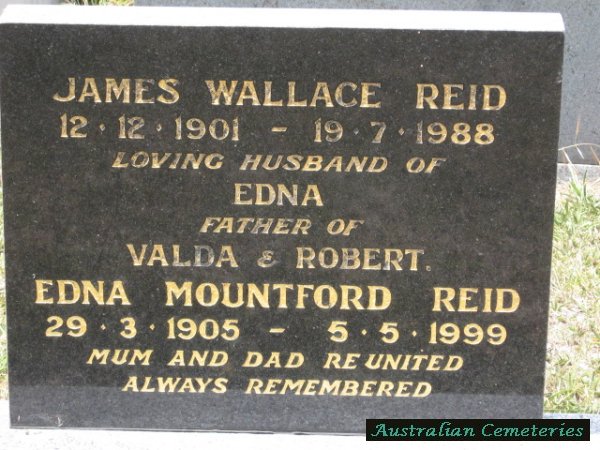 JAMES WALLACE REID
12 · 12 · 1901 – 19 · 7 · 1988
LOVING HUSBAND OF
EDNA
FATHER OF
VALDA & ROBERT.
EDNA MOUNTFORD REID
29 · 3 · 1905 – 5 · 5 · 1999
MUM AND DAD REUNITED
ALWAYS REMEMBERED
Australian Cemeteries